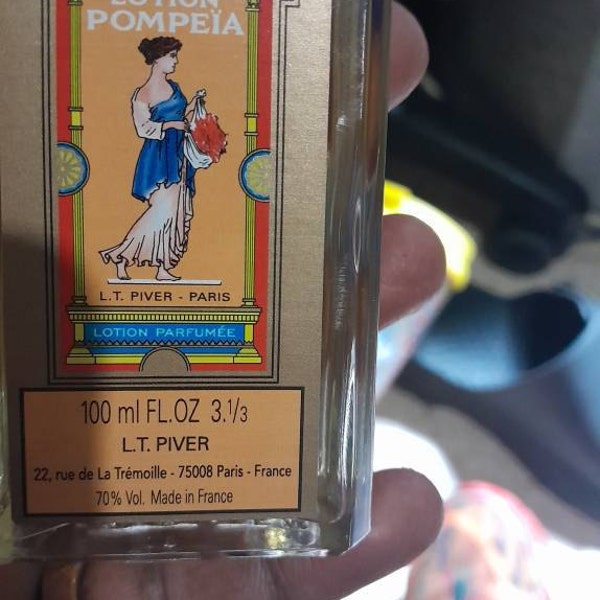 LOTION
POMPEÏA
L.T. PIVER - PARIS
LOTION PARFUMÉE
100 ml FL.OZ 3,1/3
L.T. PIVER
22, rue de La Trémoille - 75008 Paris - France
70% Vol. Made in France